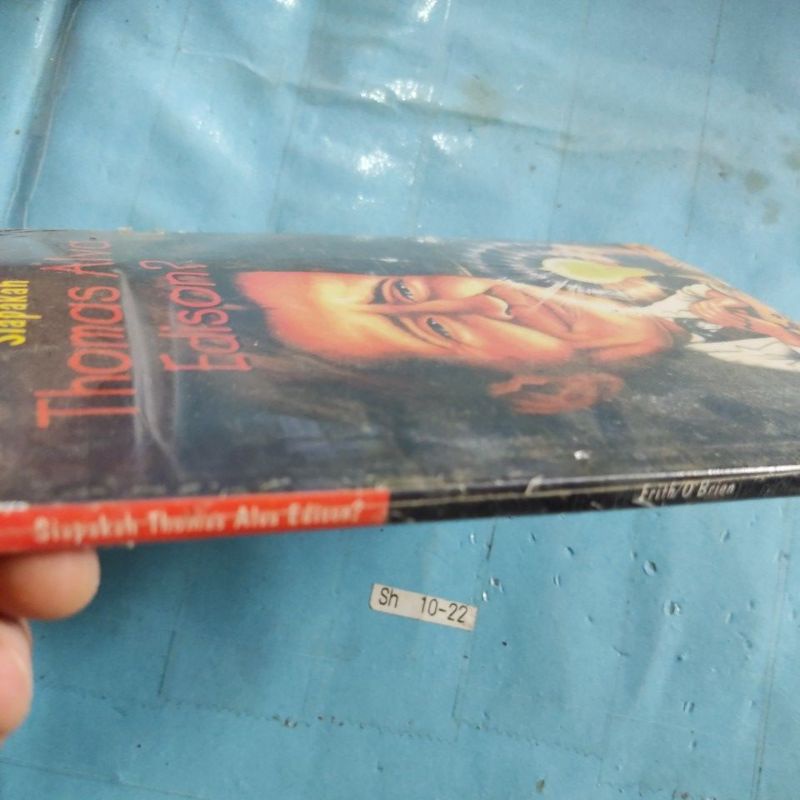 Siapakah
Thomas Alva
Edison?
Siapakah Thomas Alva Edison?
Frith/O'Brien
Sh 10-22